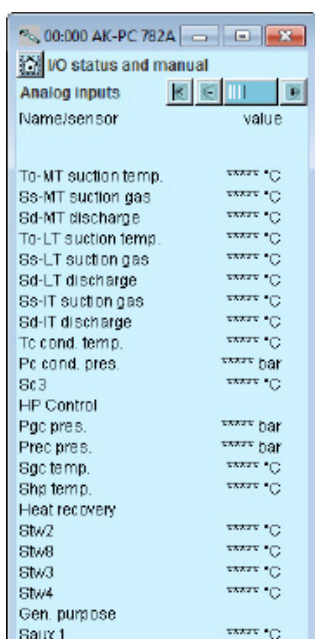 00:000 AK-PC 782A
I/O status and manual
Analog inputs
Name/sensor value
To-MT suction temp. ***** °C
Ss-MT suction gas ***** °C
Sd-MT discharge ***** °C
To-LT suction temp. ***** °C
Ss-LT suction gas ***** °C
Sd-LT discharge ***** °C
Ss-IT suction gas ***** °C
Sd-IT discharge ***** °C
Tc cond. temp. ***** °C
Pc cond. pres. ***** bar
Sc3 ***** °C
HP Control
Pgc pres. ***** bar
Prec pres. ***** bar
Sgc temp. ***** °C
Shp temp. ***** °C
Heat recovery
Stw2 ***** °C
Stw8 ***** °C
Stw3 ***** °C
Stw4 ***** °C
Gen. purpose
Saux1 ***** °C